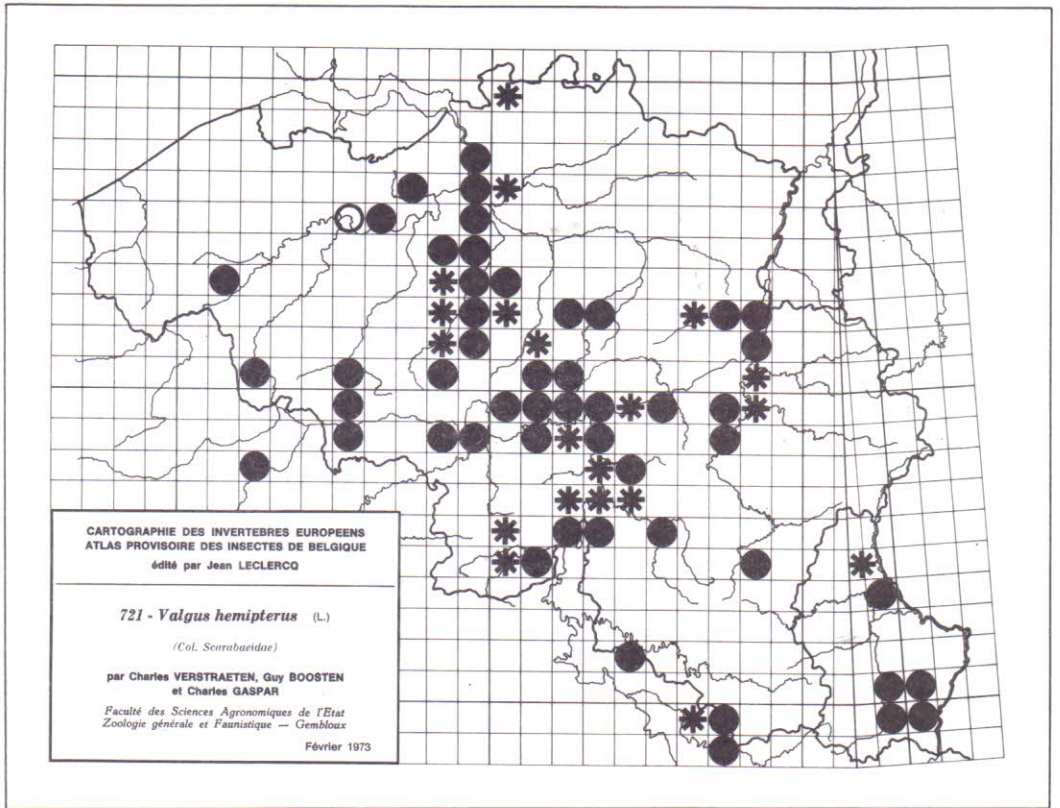 CARTOGRAPHIE DES INVERTEBRES EUROPEENS
ATLAS PROVISOIRE DES INSECTES DE BELGIQUE
édité par Jean LECLERCQ
721 - Valgus hemipterus (L.)
(Col. Scarabaeidae)
par Charles VERSTRAETEN, Guy BOOSTEN
et Charles GASPAR
Faculté des Sciences Agronomiques de l'Etat
Zoologie générale et Faunistique — Gembloux
Février 1973